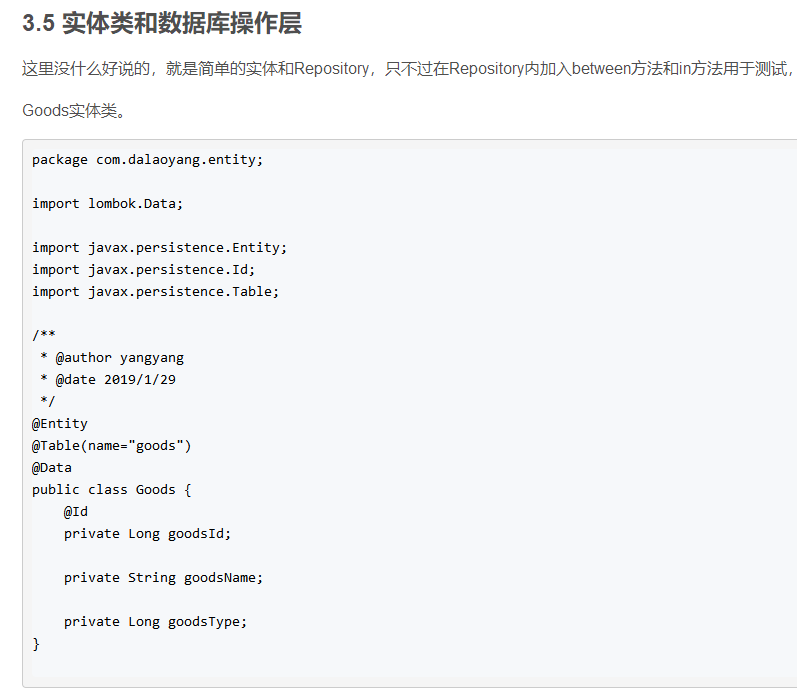 3.5 实体类和数据库操作层
这里没什么好说的，就是简单的实体和Repository，只不过在Repository内加入between方法和in方法用于测试，
Goods实体类。
package com.dalaoyang.entity;
import lombok.Data;
import javax.persistence.Entity;
import javax.persistence.Id;
import javax.persistence.Table;
/**
 * @author yangyang
 * @date 2019/1/29
 */
@Entity
@Table(name="goods")
@Data
public class Goods {
    @Id
    private Long goodsId;
    private String goodsName;
    private Long goodsType;
}